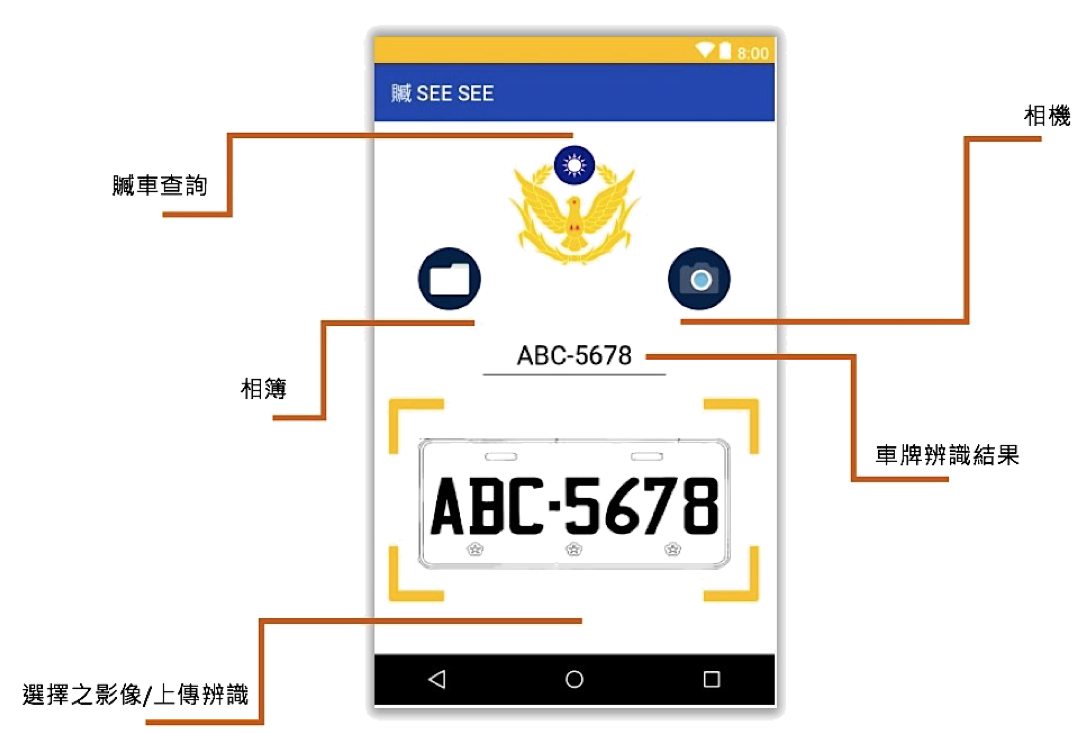 8:00
贓 SEE SEE
相機
贓車查詢
ABC-5678
相簿
車牌辨識結果
ABC·5678
選擇之影像/上傳辨識